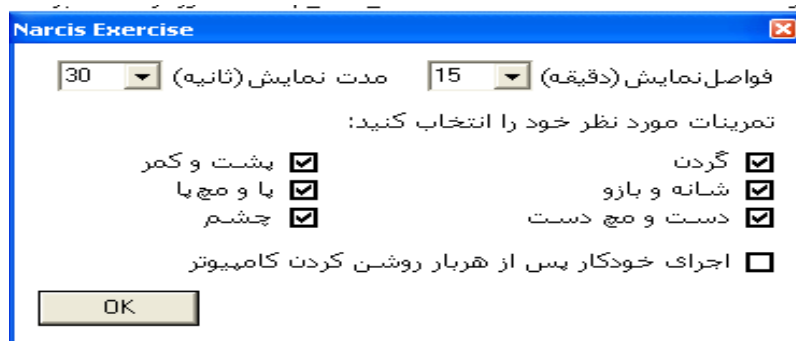 Narcis Exercise
فواصل‌نمایش(دقیقه) 15 مدت نمایش(ثانیه) 30
تمرینات مورد نظر خود را انتخاب کنید:
گردن پشت و کمر
شانه و بازو پا و مچ‌پا
دست و مچ دست چشم
اجرای خودکار پس از هربار روشن کردن کامپیوتر
OK